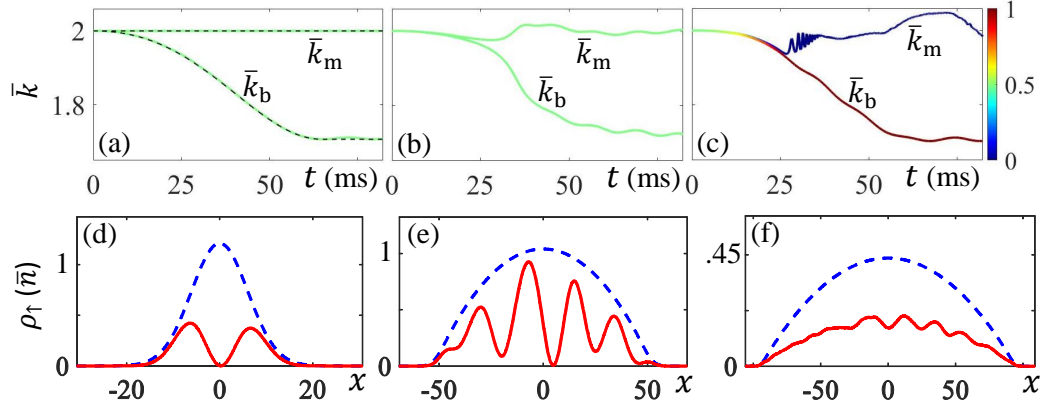 2
1.8
k̄
k̄m
k̄b
(a)
0 25 50 t (ms)
k̄m
k̄b
(b)
0 25 50 t (ms)
k̄m
k̄b
(c)
0 25 50 t (ms)
1
0.5
0
(d)
ρ↑ (n̄)
1
0
-20 0 20 x
(e)
1
0
-50 0 50 x
(f)
.45
0
-50 0 50 x